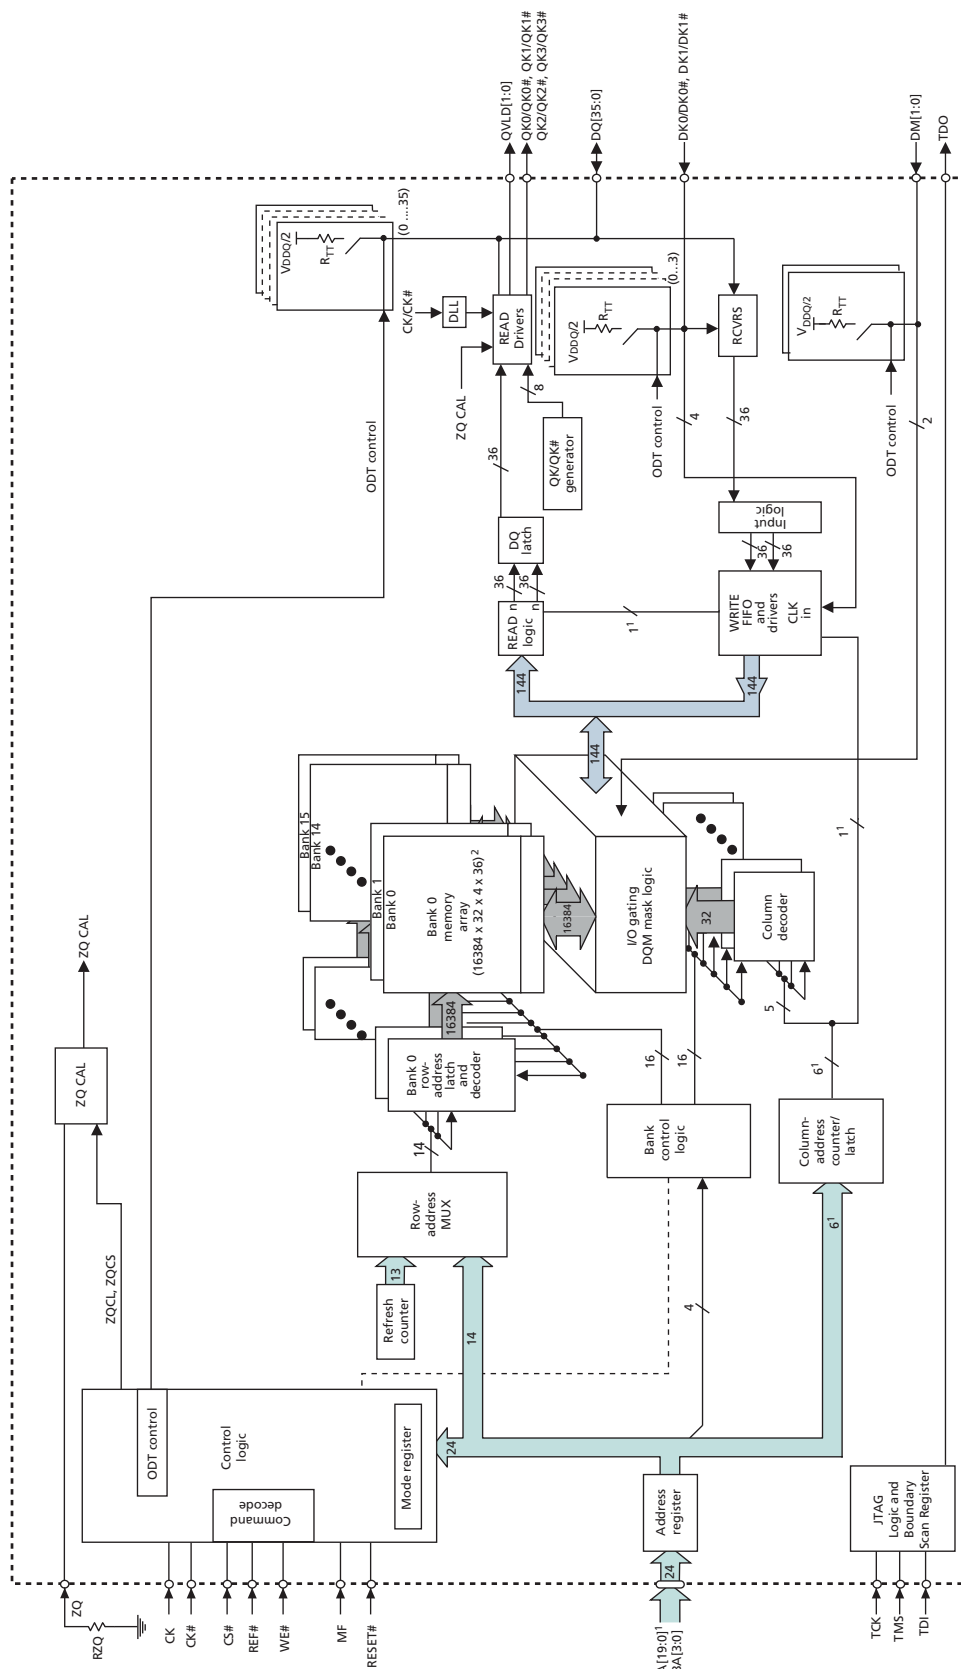 ZQ
RZQ
CK
CK#
CS#
REF#
WE#
MF
RESET#
A[19:0]¹
BA[3:0]
TCK
TMS
TDI
24
ODT control
Control
logic
Command
decode
Mode register
24
Address
register
JTAG
Logic and
Boundary
Scan Register
ZQCL, ZQCS
ZQ CAL
ZQ CAL
Refresh
counter
13
14
Row-
address
MUX
14
4
6¹
Bank
control
logic
Column-
address
counter/
latch
16
16
6¹
5
1¹
Bank 0
row-
address
latch
and
decoder
16384
Bank 15
Bank 14
Bank 1
Bank 0
Bank 0
memory
array
(16384 x 32 x 4 x 36)²
16384
I/O gating
DQM mask logic
32
Column
decoder
144
144
144
READ n
logic n
36
36
DQ
latch
1¹
WRITE
FIFO
and
drivers
CLK
in
36
36
Input
logic
36
QK/QK#
generator
8
ODT control
ZQ CAL
CK/CK#
DLL
READ
Drivers
VDDQ/2
RTT
(0 ....35)
VDDQ/2
RTT
(0...3)
ODT control
4
36
RCVRS
VDDQ/2
RTT
ODT control
2
QVLD[1:0]
QK0/QK0#, QK1/QK1#
QK2/QK2#, QK3/QK3#
DQ[35:0]
DK0/DK0#, DK1/DK1#
DM[1:0]
TDO